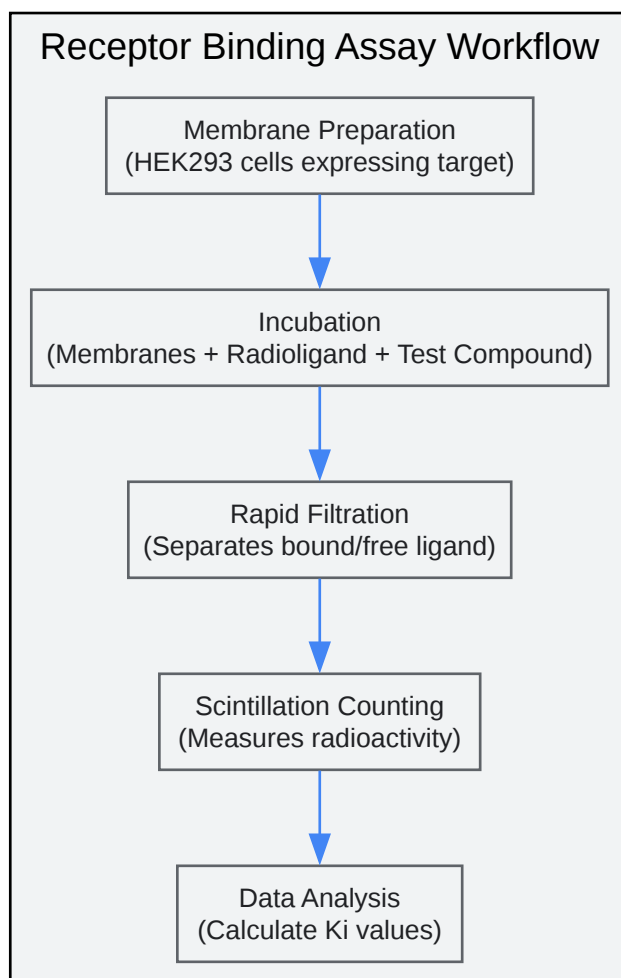 Receptor Binding Assay Workflow
Membrane Preparation
(HEK293 cells expressing target)
Incubation
(Membranes + Radioligand + Test Compound)
Rapid Filtration
(Separates bound/free ligand)
Scintillation Counting
(Measures radioactivity)
Data Analysis
(Calculate Ki values)